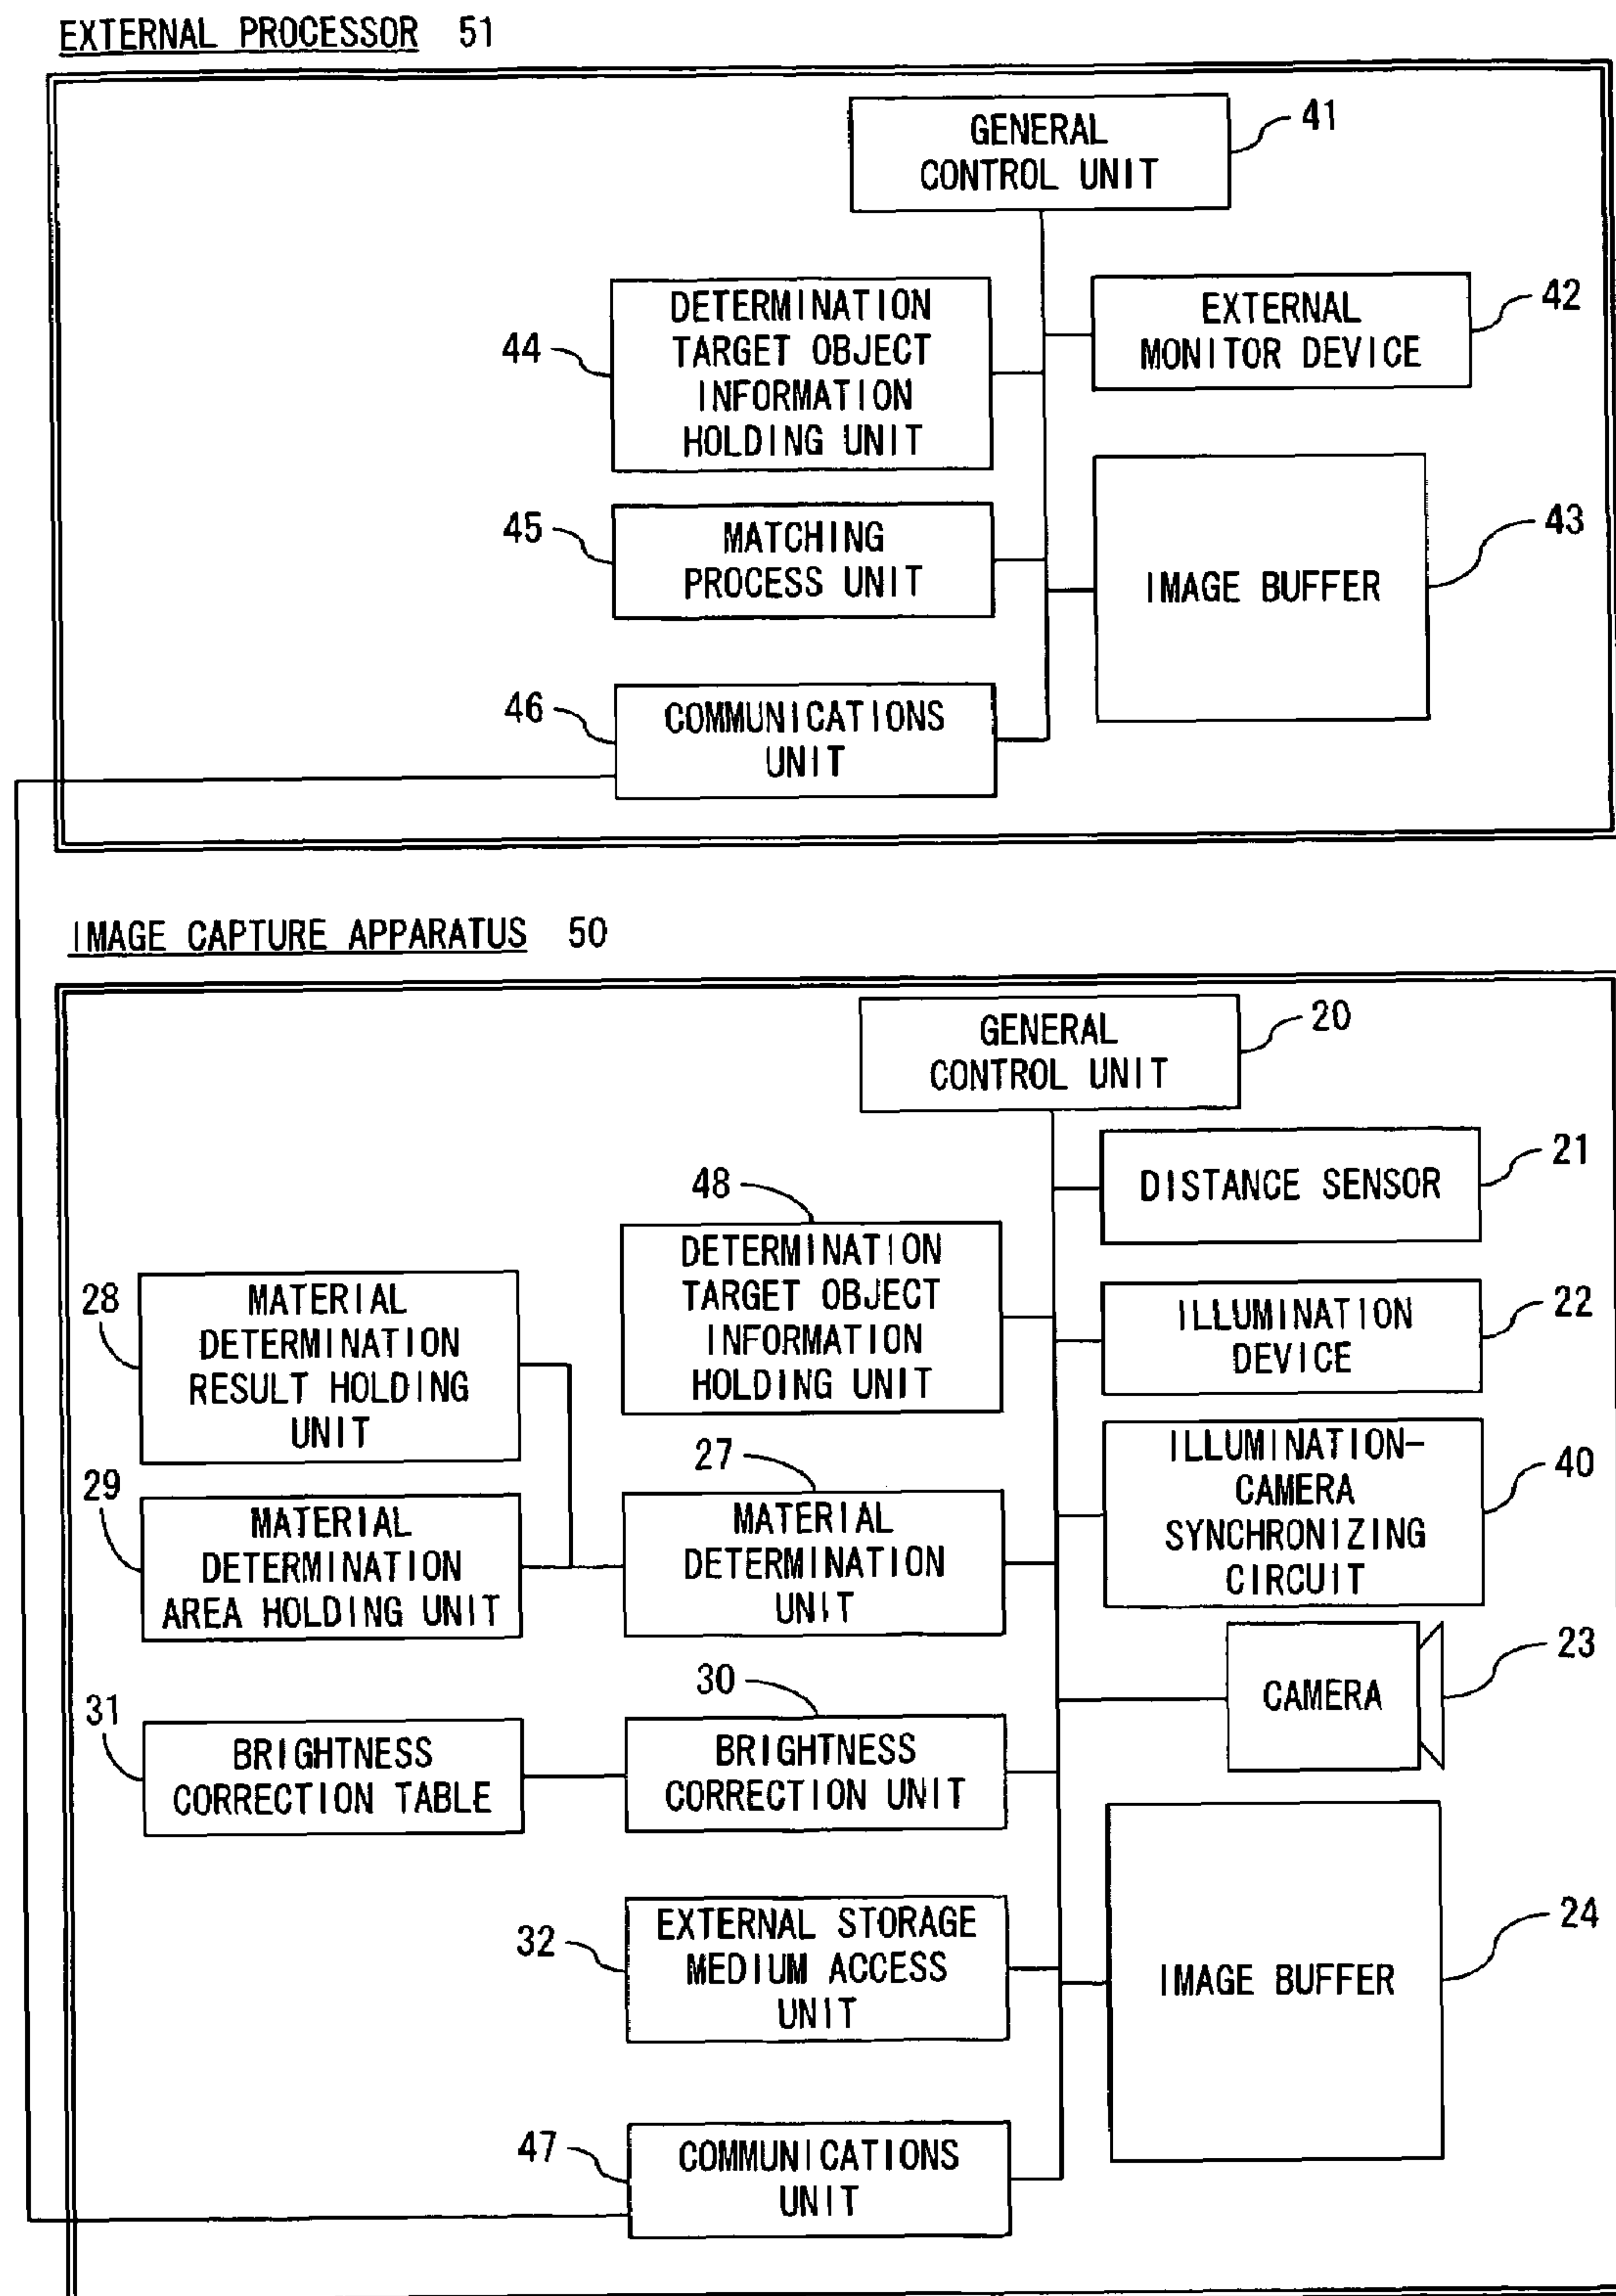 EXTERNAL PROCESSOR 51
GENERAL
CONTROL UNIT
41
DETERMINATION
TARGET OBJECT
INFORMATION
HOLDING UNIT
44
EXTERNAL
MONITOR DEVICE
42
MATCHING
PROCESS UNIT
45
IMAGE BUFFER
43
COMMUNICATIONS
UNIT
46
IMAGE CAPTURE APPARATUS 50
GENERAL
CONTROL UNIT
20
DISTANCE SENSOR
21
48
DETERMINATION
TARGET OBJECT
INFORMATION
HOLDING UNIT
28
MATERIAL
DETERMINATION
RESULT HOLDING
UNIT
ILLUMINATION
DEVICE
22
ILLUMINATION-
CAMERA
SYNCHRONIZING
CIRCUIT
40
29
MATERIAL
DETERMINATION
AREA HOLDING UNIT
27
MATERIAL
DETERMINATION
UNIT
CAMERA
23
31
BRIGHTNESS
CORRECTION TABLE
30
BRIGHTNESS
CORRECTION UNIT
32
EXTERNAL STORAGE
MEDIUM ACCESS
UNIT
IMAGE BUFFER
24
47
COMMUNICATIONS
UNIT